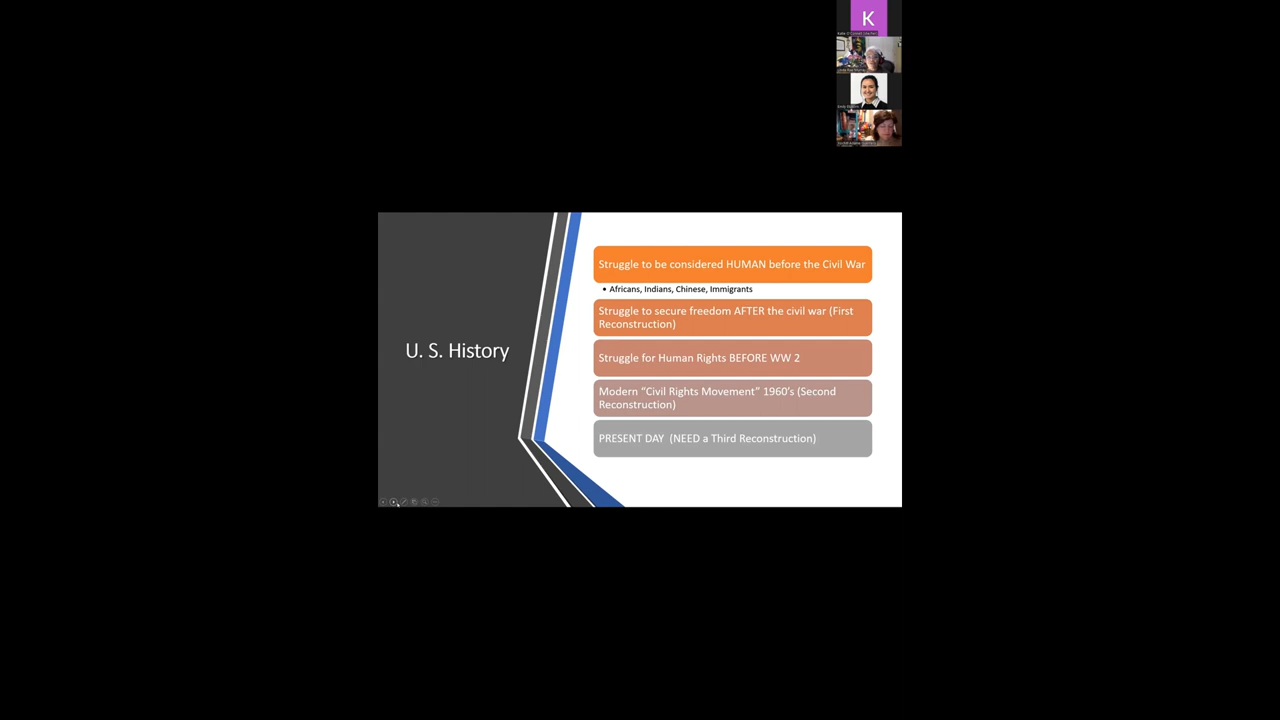 K
U. S. History
Struggle to be considered HUMAN before the Civil War
• Africans, Indians, Chinese, Immigrants
Struggle to secure freedom AFTER the civil war (First
Reconstruction)
Struggle for Human Rights BEFORE WW 2
Modern “Civil Rights Movement” 1960’s (Second
Reconstruction)
PRESENT DAY (NEED a Third Reconstruction)